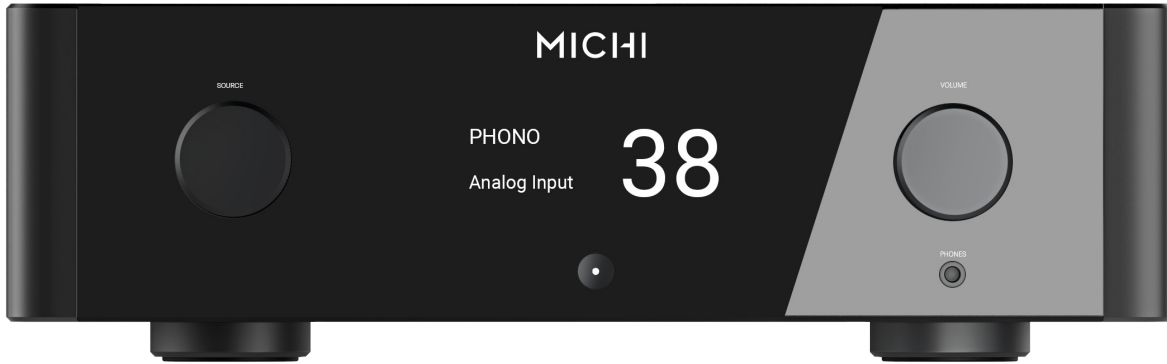 MICHI
SOURCE
VOLUME
PHONO
38
Analog Input
PHONES